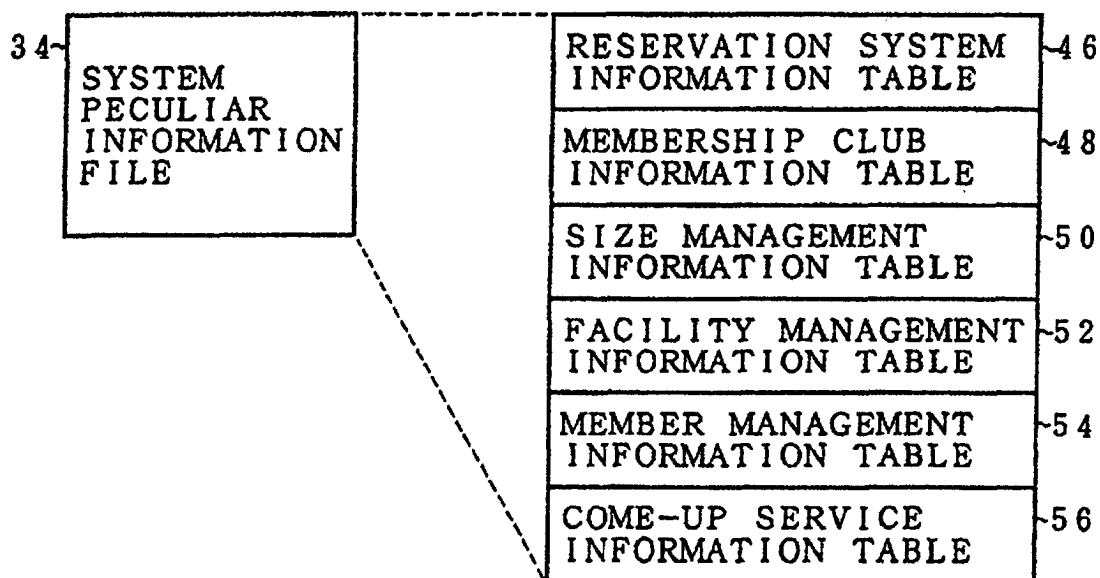 34
SYSTEM
PECULIAR
INFORMATION
FILE
RESERVATION SYSTEM
INFORMATION TABLE
46
MEMBERSHIP CLUB
INFORMATION TABLE
48
SIZE MANAGEMENT
INFORMATION TABLE
50
FACILITY MANAGEMENT
INFORMATION TABLE
52
MEMBER MANAGEMENT
INFORMATION TABLE
54
COME-UP SERVICE
INFORMATION TABLE
56